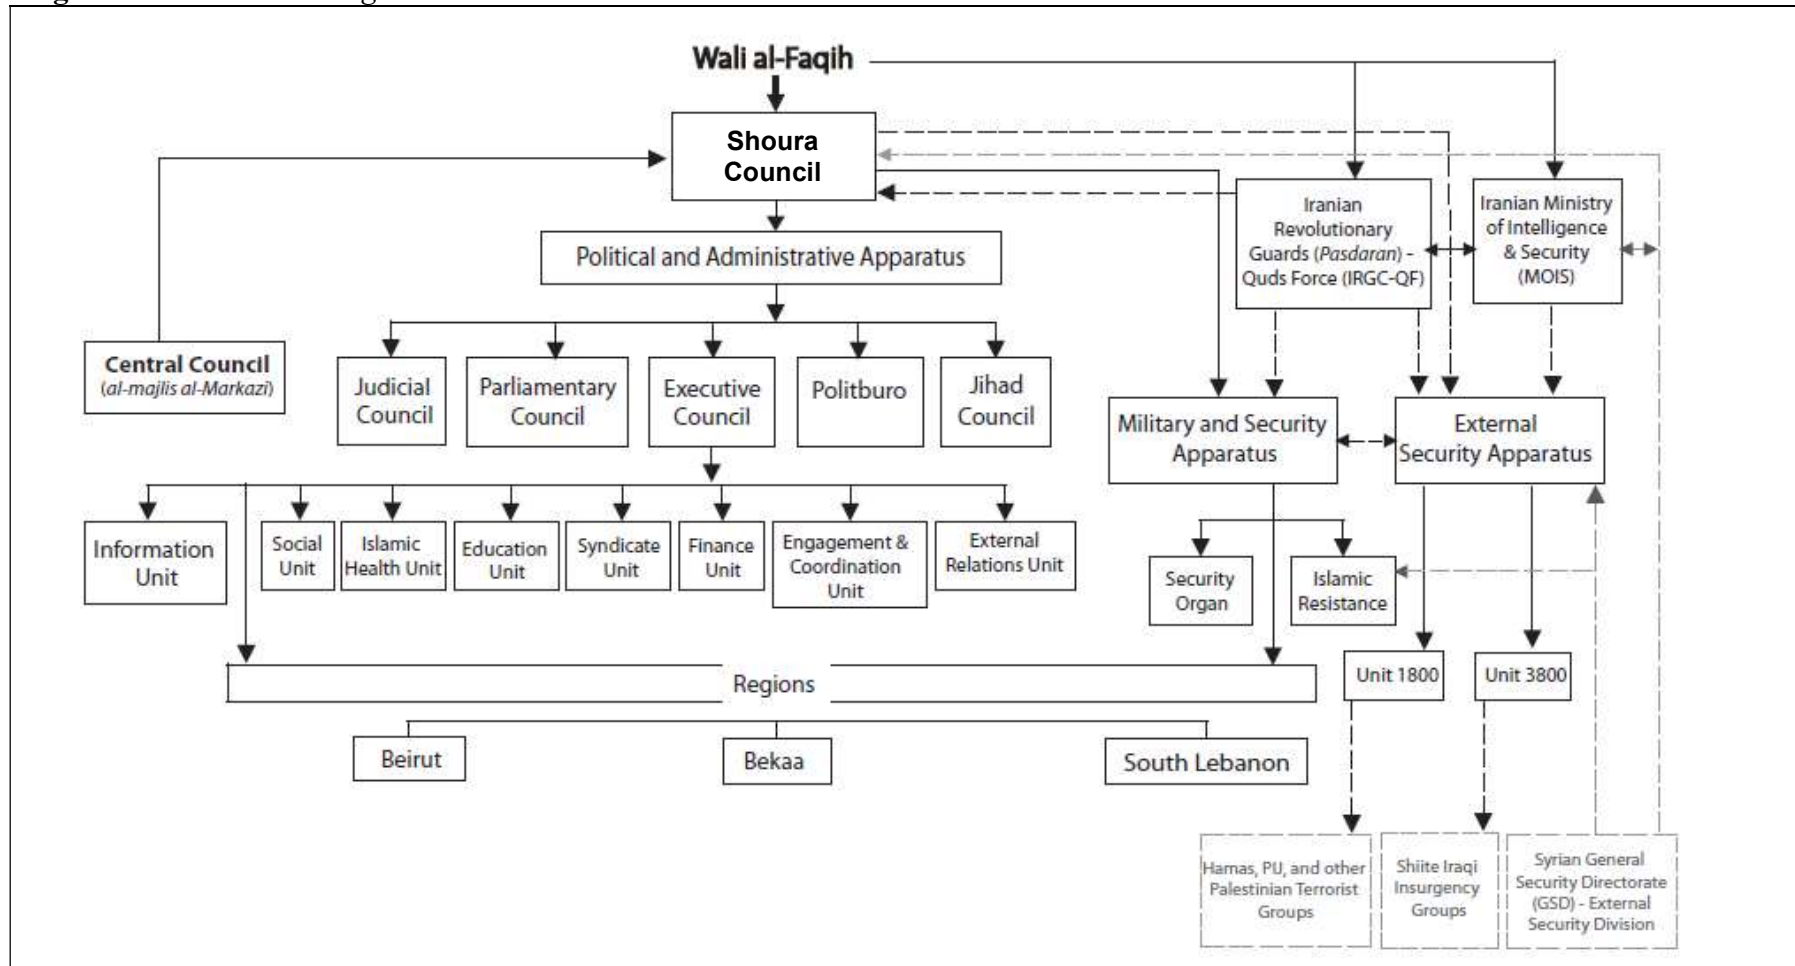 Wali al-Faqih
Shoura
Council
Political and Administrative Apparatus
Iranian
Revolutionary
Guards (Pasdaran) -
Quds Force (IRGC-QF)
Iranian Ministry
of Intelligence
& Security
(MOIS)
Central Council
(al-majlis al-Markazi)
Judicial
Council
Parliamentary
Council
Executive
Council
Politburo
Jihad
Council
Military and Security
Apparatus
External
Security Apparatus
Information
Unit
Social
Unit
Islamic
Health Unit
Education
Unit
Syndicate
Unit
Finance
Unit
Engagement &
Coordination
Unit
External
Relations Unit
Security
Organ
Islamic
Resistance
Unit 1800
Unit 3800
Regions
Beirut
Bekaa
South Lebanon
Hamas, PIJ, and other
Palestinian Terrorist
Groups
Shiite Iraqi
Insurgency
Groups
Syrian General
Security Directorate
(GSD) - External
Security Division